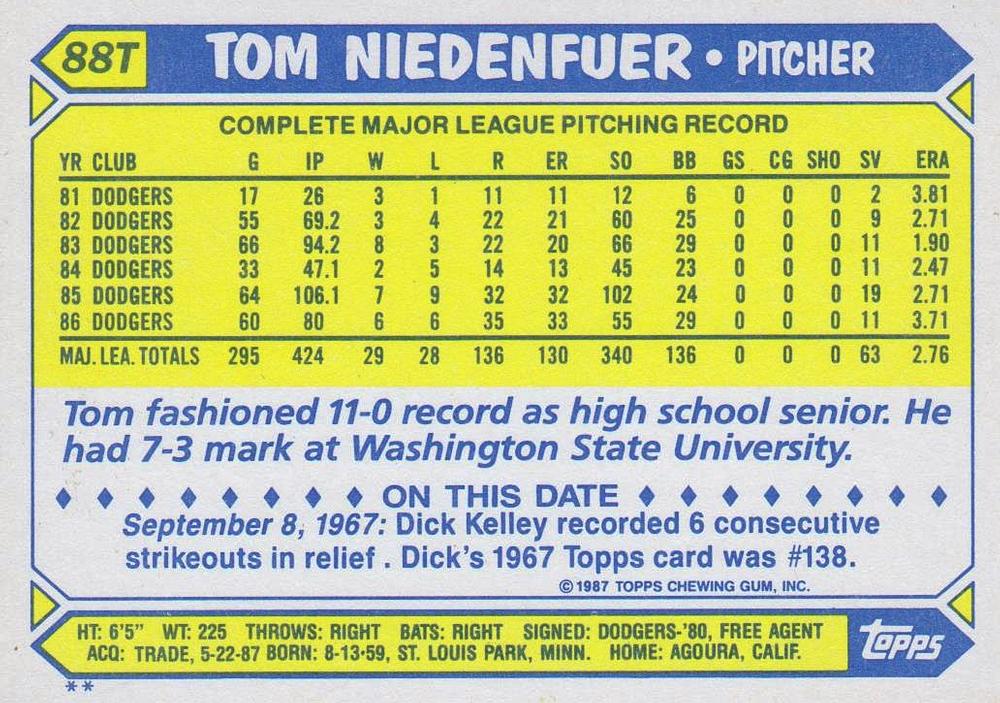 88T TOM NIEDENFUER • PITCHER
COMPLETE MAJOR LEAGUE PITCHING RECORD
YR CLUB G IP W L R ER SO BB GS CG SHO SV ERA
81 DODGERS 17 26 3 1 11 11 12 6 0 0 0 2 3.81
82 DODGERS 55 69.2 3 4 22 21 60 25 0 0 0 9 2.71
83 DODGERS 66 94.2 8 3 22 20 66 29 0 0 0 11 1.90
84 DODGERS 33 47.1 2 5 14 13 45 23 0 0 0 11 2.47
85 DODGERS 64 106.1 7 9 32 32 102 24 0 0 0 19 2.71
86 DODGERS 60 80 6 6 35 33 55 29 0 0 0 11 3.71
MAJ. LEA. TOTALS 295 424 29 28 136 130 340 136 0 0 0 63 2.76
Tom fashioned 11-0 record as high school senior. He
had 7-3 mark at Washington State University.
♦ ♦ ♦ ♦ ♦ ♦ ♦ ♦ ON THIS DATE ♦ ♦ ♦ ♦ ♦ ♦ ♦ ♦
September 8, 1967: Dick Kelley recorded 6 consecutive
strikeouts in relief . Dick's 1967 Topps card was #138.
© 1987 TOPPS CHEWING GUM, INC.
HT: 6'5" WT: 225 THROWS: RIGHT BATS: RIGHT SIGNED: DODGERS-'80, FREE AGENT
ACQ: TRADE, 5-22-87 BORN: 8-13-59, ST. LOUIS PARK, MINN. HOME: AGOURA, CALIF.
Topps
**